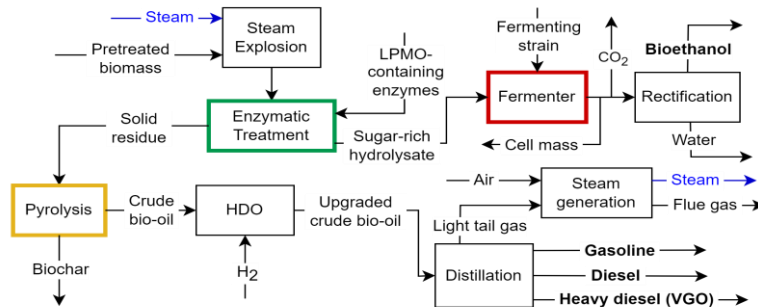 Steam
Steam
Explosion
Pretreated
biomass
LPMO-
containing
enzymes
Fermenting
strain
CO2
Bioethanol
Solid
residue
Enzymatic
Treatment
Fermenter
Rectification
Sugar-rich
hydrolysate
Cell mass
Water
Pyrolysis
Crude
bio-oil
HDO
Upgraded
crude bio-oil
Air
Steam
generation
Steam
Flue gas
Light tail gas
Biochar
H2
Distillation
Gasoline
Diesel
Heavy diesel (VGO)